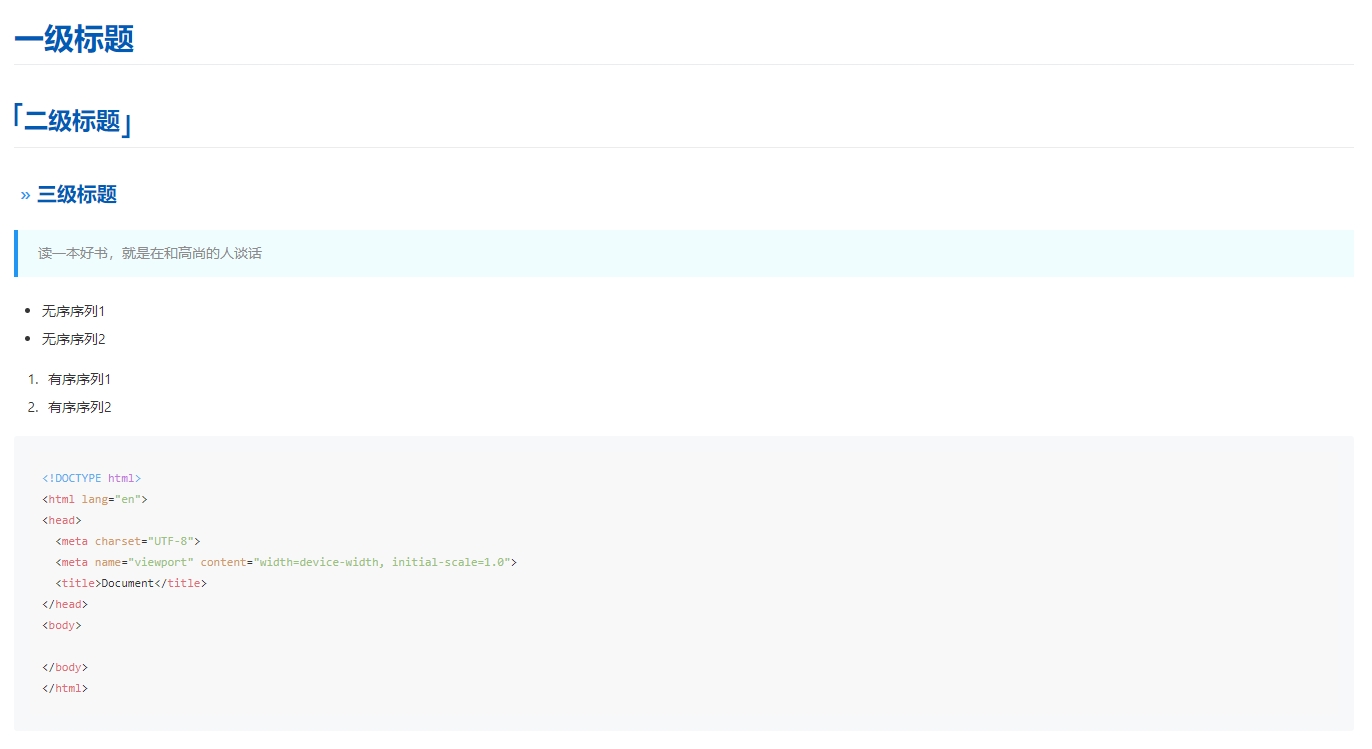 一级标题
「二级标题」
» 三级标题
读一本好书，就是在和高尚的人谈话
• 无序序列1
• 无序序列2
1. 有序序列1
2. 有序序列2
<!DOCTYPE html>
<html lang="en">
<head>
  <meta charset="UTF-8">
  <meta name="viewport" content="width=device-width, initial-scale=1.0">
  <title>Document</title>
</head>
<body>

</body>
</html>